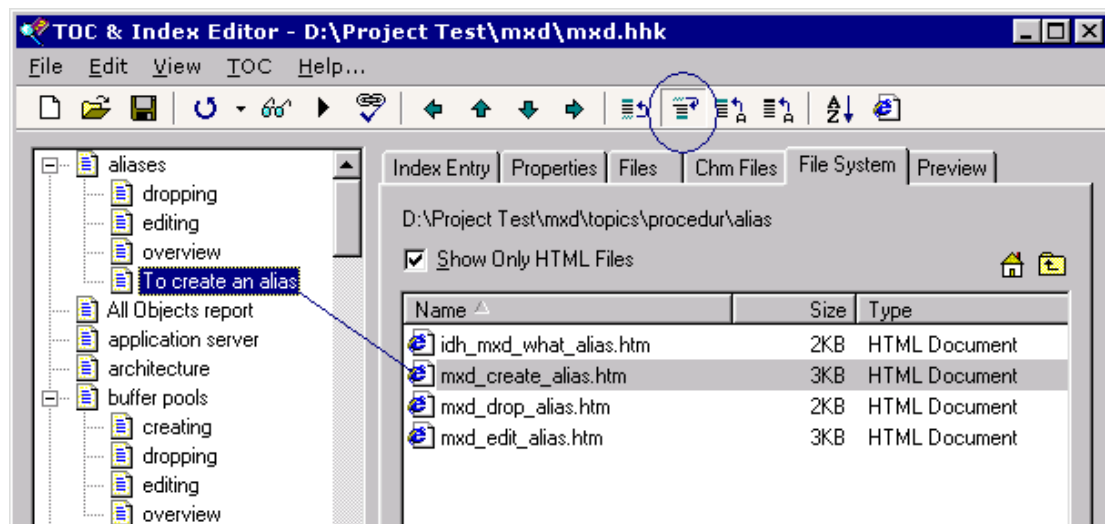 TOC & Index Editor - D:\Project Test\mxd\mxd.hhk
File Edit View TOC Help...
aliases
dropping
editing
overview
To create an alias
All Objects report
application server
architecture
buffer pools
creating
dropping
editing
overview
Index Entry Properties Files Chm Files File System Preview
D:\Project Test\mxd\topics\procedur\alias
Show Only HTML Files
Name Size Type
idh_mxd_what_alias.htm 2KB HTML Document
mxd_create_alias.htm 3KB HTML Document
mxd_drop_alias.htm 2KB HTML Document
mxd_edit_alias.htm 3KB HTML Document